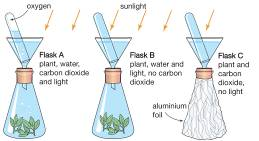 oxygen
sunlight
Flask A
plant, water,
carbon dioxide
and light
Flask B
plant, water and
light, no carbon
dioxide
Flask C
plant and
carbon
dioxide,
no light
aluminium
foil